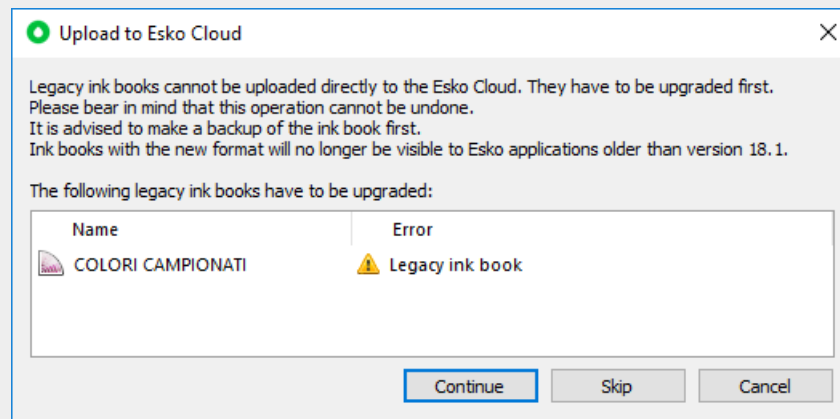 Upload to Esko Cloud
Legacy ink books cannot be uploaded directly to the Esko Cloud. They have to be upgraded first.
Please bear in mind that this operation cannot be undone.
It is advised to make a backup of the ink book first.
Ink books with the new format will no longer be visible to Esko applications older than version 18.1.
The following legacy ink books have to be upgraded:
Name Error
COLORI CAMPIONATI Legacy ink book
Continue Skip Cancel